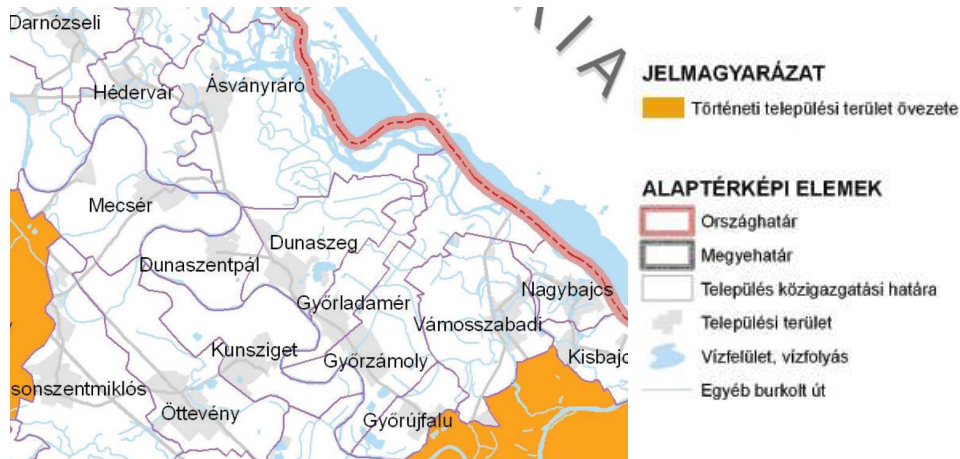 Darnózseli
RIA
Hédervár
Ásványráró
Mecsér
Dunaszeg
Dunaszentpál
Győrladamér
Nagybajcs
Vámosszabadi
Kunsziget
Győrzámoly
Kisbajc
sonszentmiklós
Öttevény
Győrújfalu
JELMAGYARÁZAT
Történeti települési terület övezete
ALAPTÉRKÉPI ELEMEK
Országhatár
Megyehatár
Település közigazgatási határa
Települési terület
Vízfelület, vízfolyás
Egyéb burkolt út